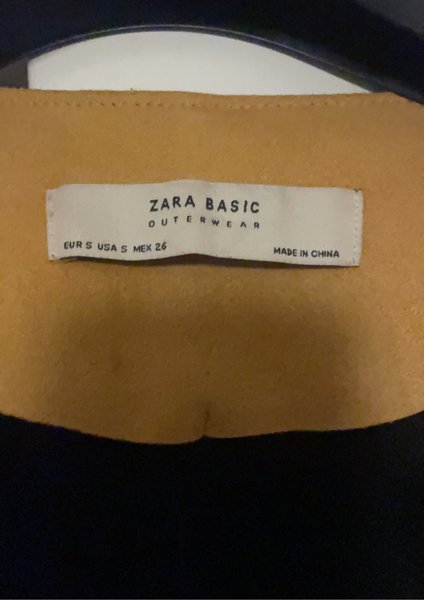 ZARA BASIC
OUTERWEAR
EUR S USA S MEX 26 MADE IN CHINA